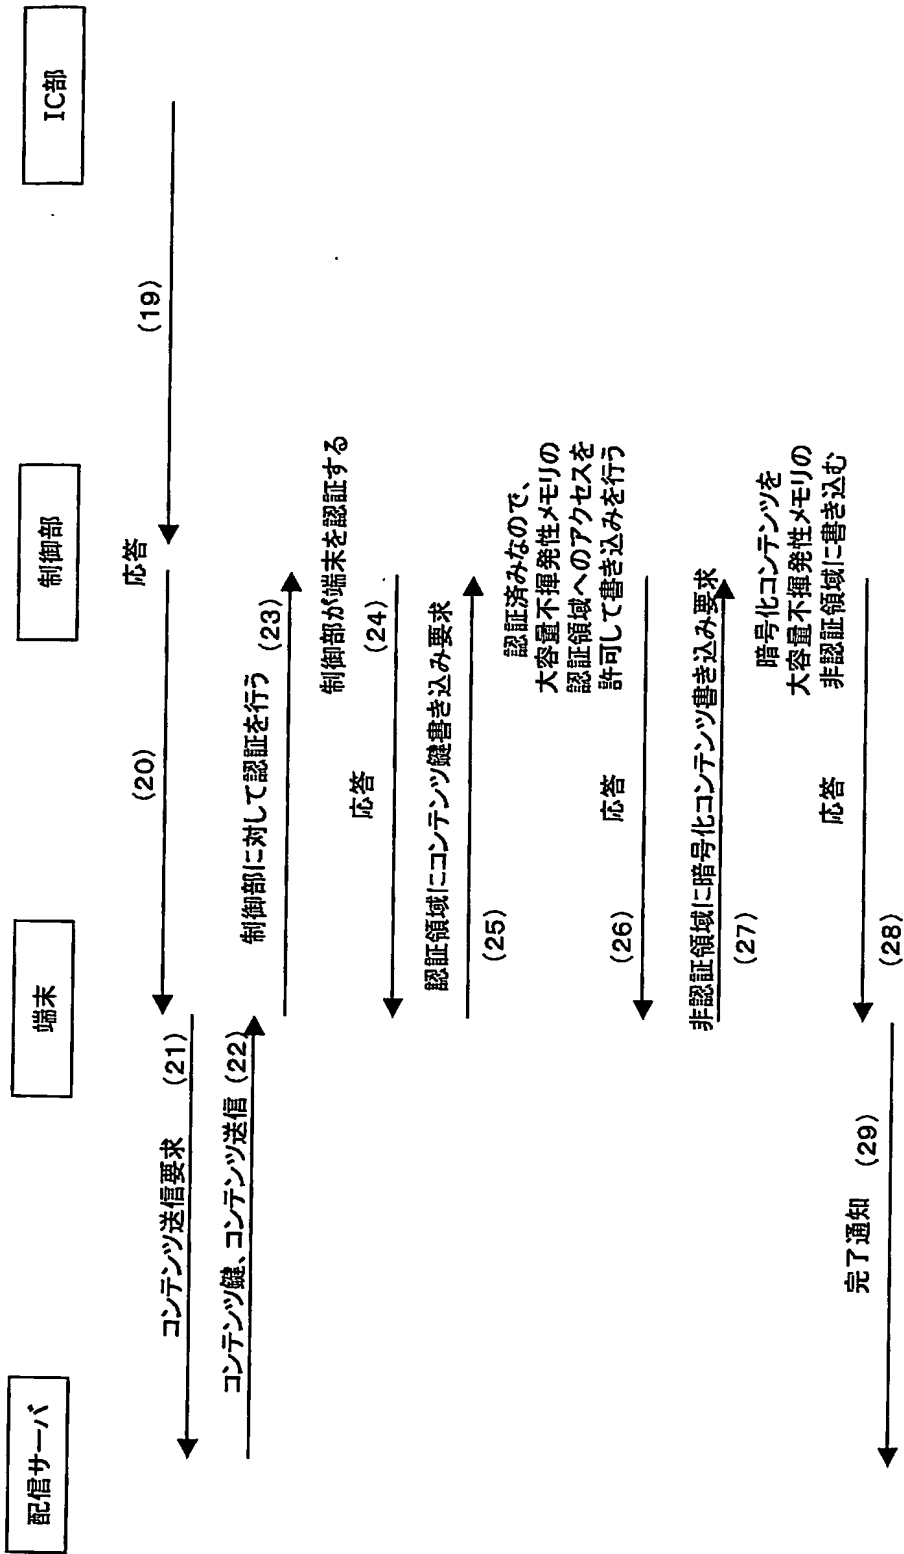 配信サーバ
端末
制御部
IC部
応答
(19)
(20)
コンテンツ送信要求
(21)
コンテンツ鍵、コンテンツ送信
(22)
制御部に対して認証を行う
(23)
制御部が端末を認証する
応答
(24)
認証領域にコンテンツ鍵書き込み要求
(25)
認証済みなので、
大容量不揮発性メモリの
認証領域へのアクセスを
許可して書き込みを行う
応答
(26)
非認証領域に暗号化コンテンツ書き込み要求
(27)
暗号化コンテンツを
大容量不揮発性メモリの
非認証領域に書き込む
応答
(28)
完了通知
(29)